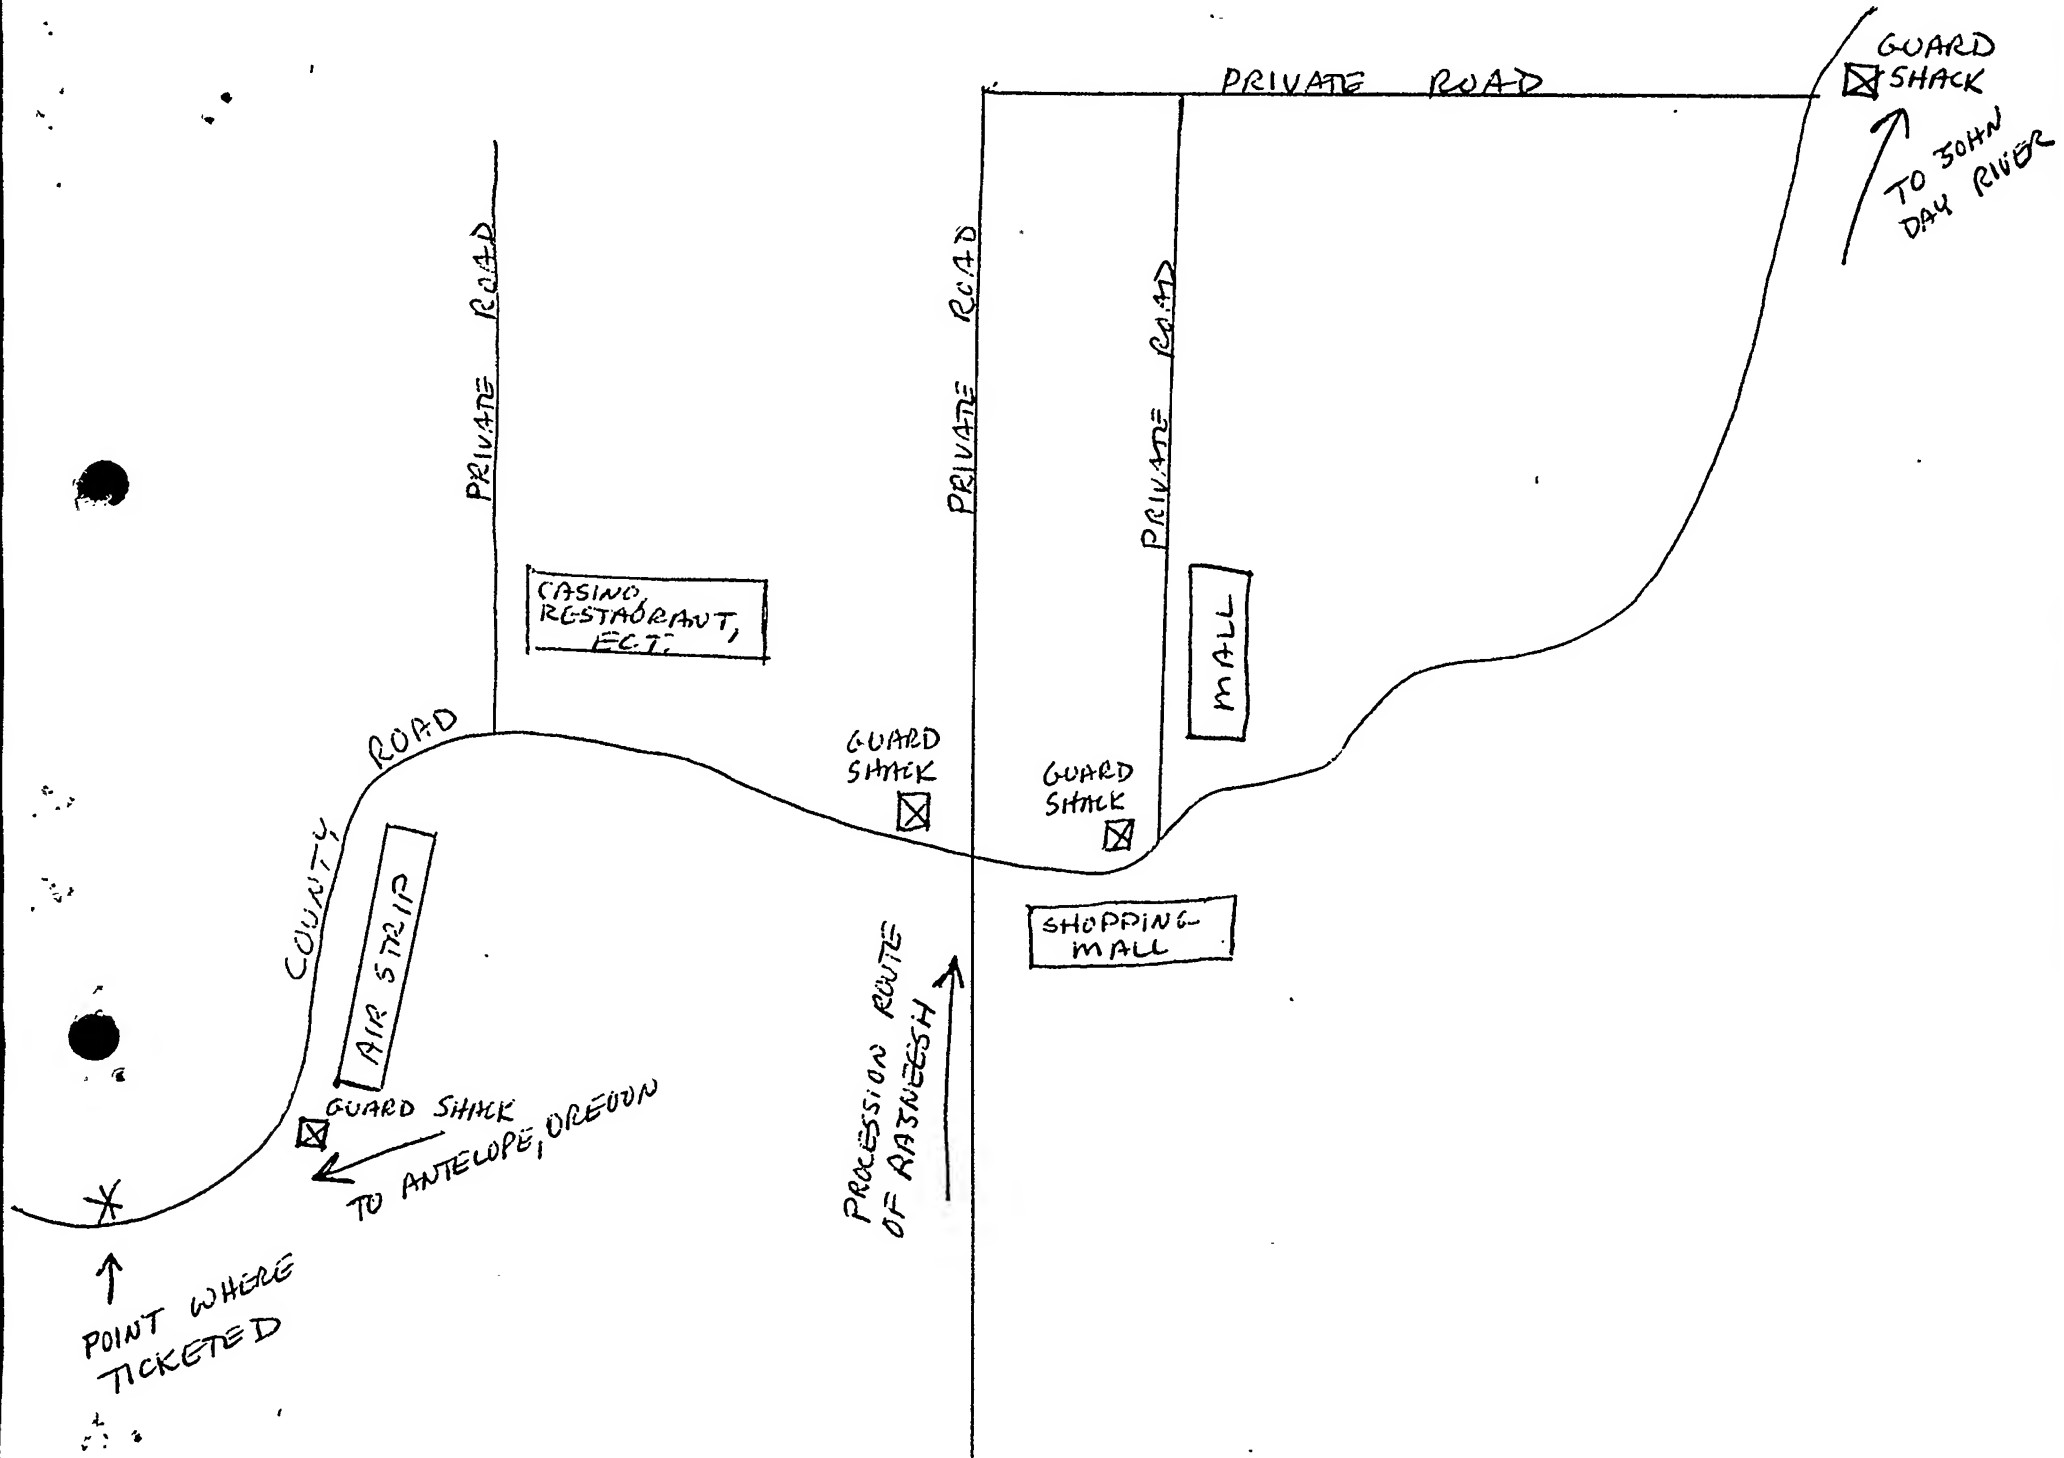 GUARD
SHACK
PRIVATE ROAD
TO JOHN
DAY RIVER
PRIVATE ROAD
PRIVATE ROAD
PRIVATE ROAD
CASINO,
RESTAORANT,
ECT.
MALL
ROAD
GUARD
SHACK
GUARD
SHACK
COUNTY
AIR STRIP
SHOPPING
MALL
PROCESSION ROUTE
OF RAJNEESH
GUARD SHACK
TO ANTELOPE, OREGON
POINT WHERE
TICKETED